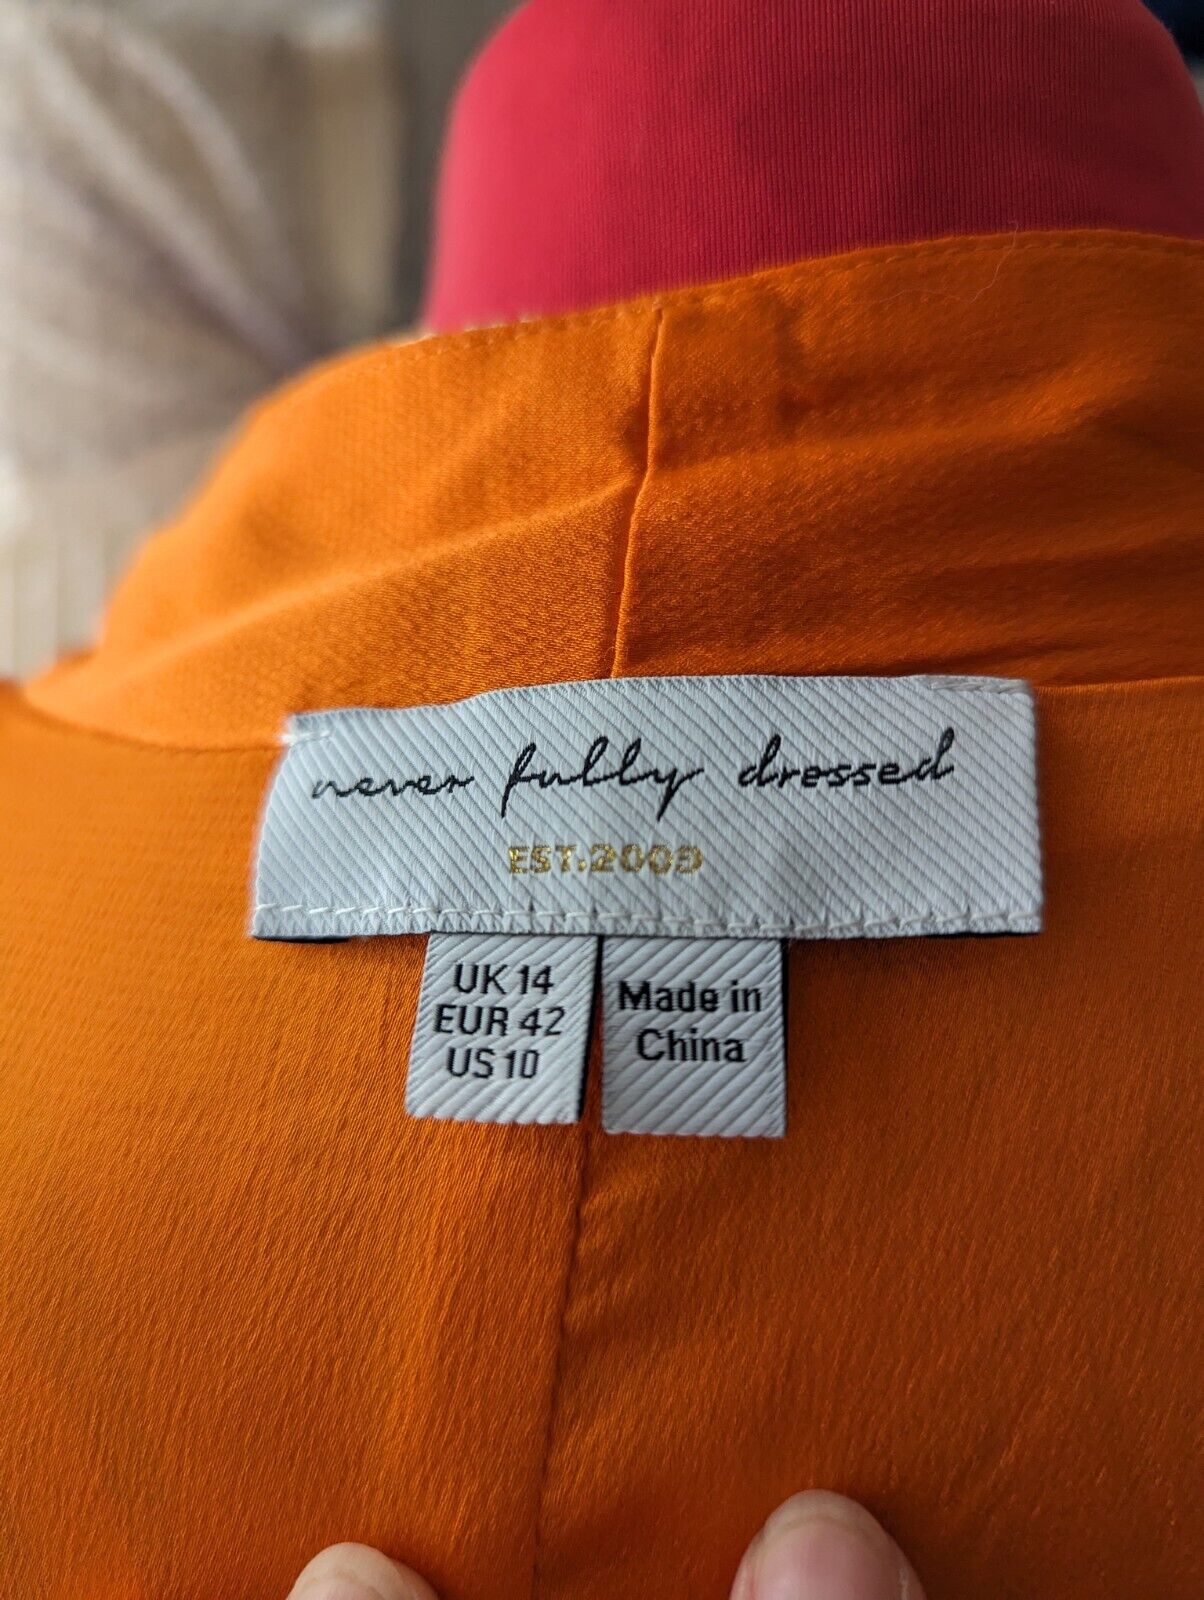 never fully dressed
EST.2009
UK 14
EUR 42
US 10
Made in
China